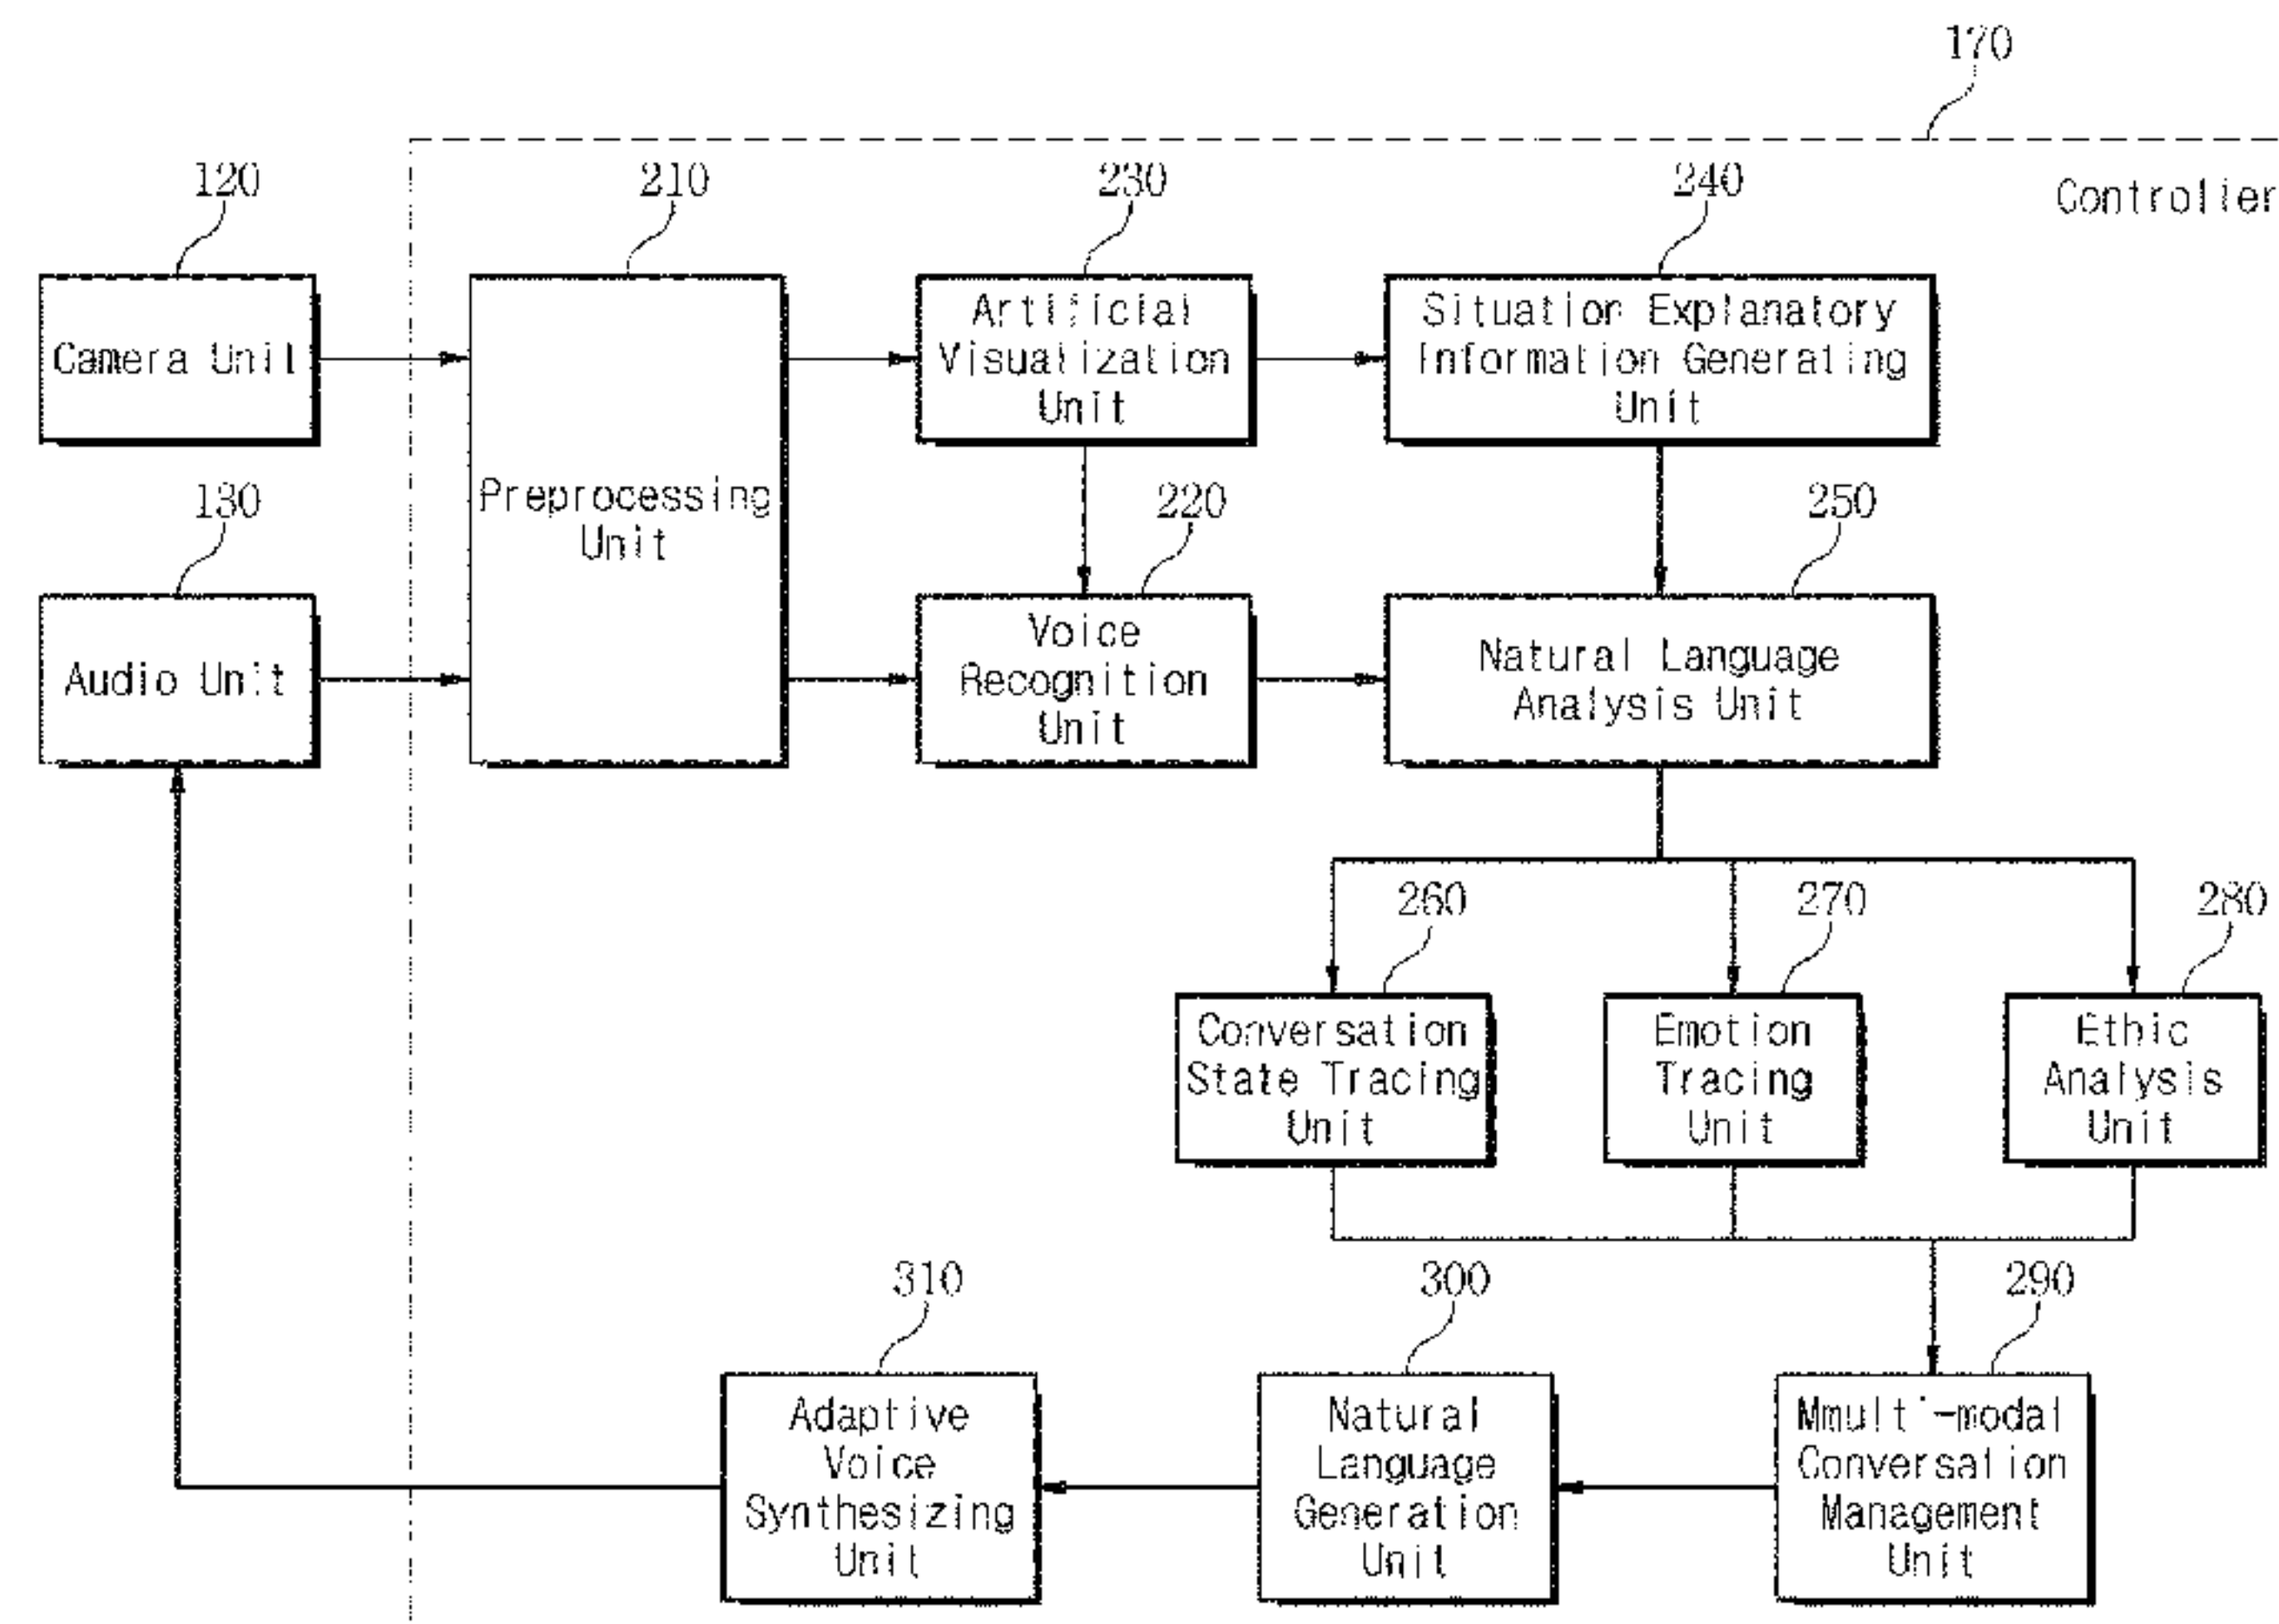 170
Controller
120
210
230
240
Camera Unit
Artificial
Visualization
Unit
Situation Explanatory
Information Generating
Unit
130
Preprocessing
Unit
220
250
Audio Unit
Voice
Recognition
Unit
Natural Language
Analysis Unit
260
270
280
Conversation
State Tracing
Unit
Emotion
Tracing
Unit
Ethic
Analysis
Unit
310
300
290
Adaptive
Voice
Synthesizing
Unit
Natural
Language
Generation
Unit
Mmulti-modal
Conversation
Management
Unit